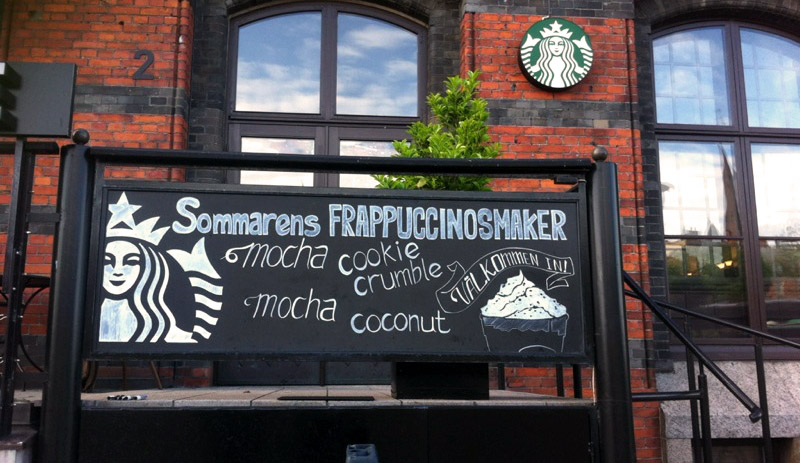 2
Sommarens FRAPPUCCINOSMAKER
mocha cookie
crumble
mocha coconut
VÄLKOMMEN IN!